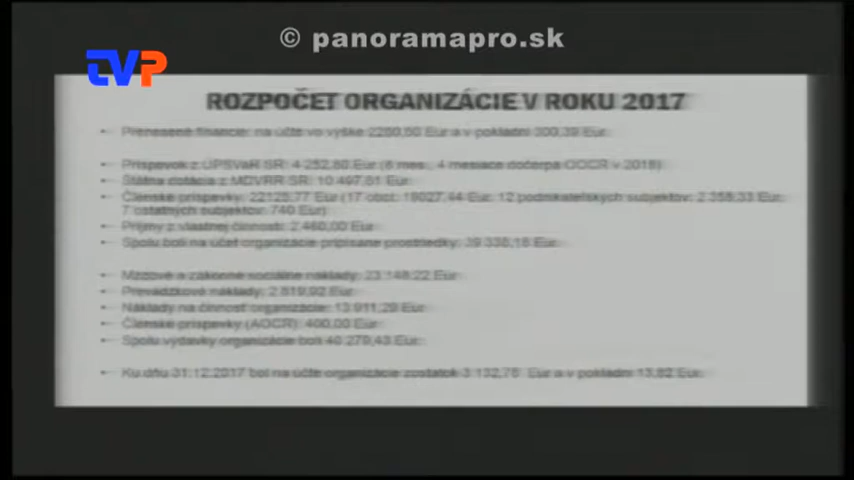 © panoramapro.sk
TVP
ROZPOČET ORGANIZÁCIE V ROKU 2017
Prenesené financie: na účte vo výške Eur a v pokladni 300,39 Eur
Príspevok z ÚPSVaR SR: 4 252,80 Eur (8 mes., 4 mesiace dočerpá OOCR v 2018)
Štátna dotácia z MDVRR SR: 10 497,61 Eur
Členské príspevky: 22125,77 Eur (17 obcí: 19027,44 Eur, 12 podnikateľských subjektov: 2 358,33 Eur,
7 ostatných subjektov: 740 Eur)
Príjmy z vlastnej činnosti: 2 460,00 Eur
Spolu boli na účet organizácie pripísané prostriedky: 39 336,18 Eur
Mzdové a zákonné sociálne náklady: 23 148,22 Eur
Prevádzkové náklady: 2 819,92 Eur
Náklady na činnosť organizácie: 13 911,29 Eur
Členské príspevky (AOCR): 400,00 Eur
Spolu výdavky organizácie boli 40 279,43 Eur
Ku dňu 31.12.2017 bol na účte organizácie zostatok Eur a v pokladni 13,82 Eur.